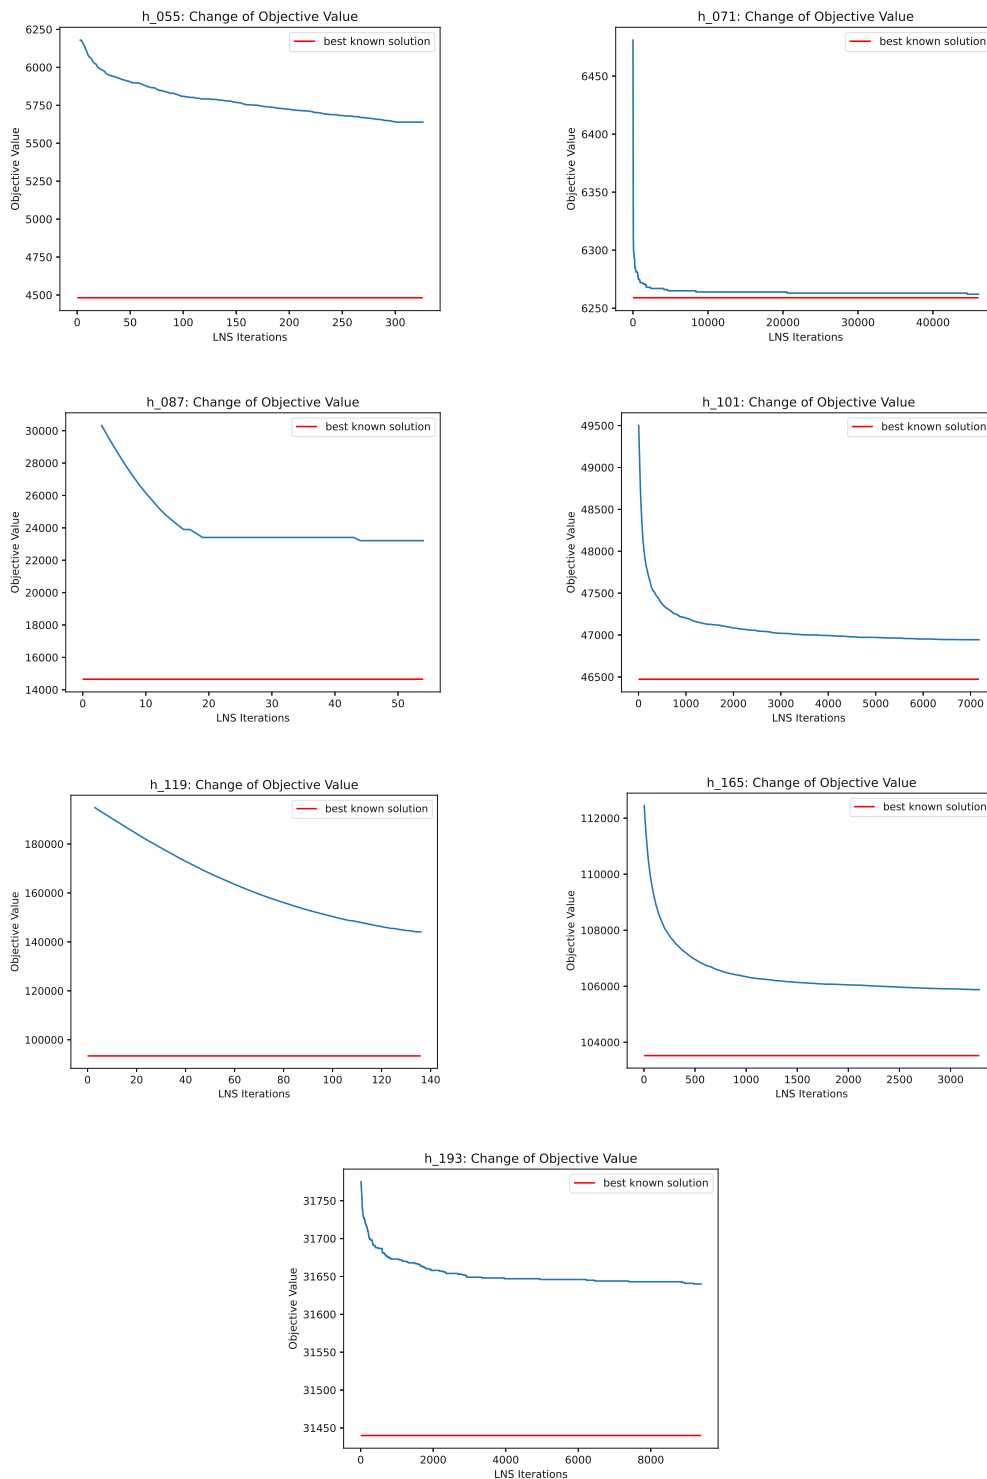 h_055: Change of Objective Value
6250
6000
5750
5500
5250
5000
4750
4500
Objective Value
best known solution
0 50 100 150 200 250 300
LNS Iterations
h_071: Change of Objective Value
6450
6400
6350
6300
6250
Objective Value
best known solution
0 10000 20000 30000 40000
LNS Iterations
h_087: Change of Objective Value
30000
28000
26000
24000
22000
20000
18000
16000
14000
Objective Value
best known solution
0 10 20 30 40 50
LNS Iterations
h_101: Change of Objective Value
49500
49000
48500
48000
47500
47000
46500
Objective Value
best known solution
0 1000 2000 3000 4000 5000 6000 7000
LNS Iterations
h_119: Change of Objective Value
180000
160000
140000
120000
100000
Objective Value
best known solution
0 20 40 60 80 100 120 140
LNS Iterations
h_165: Change of Objective Value
112000
110000
108000
106000
104000
Objective Value
best known solution
0 500 1000 1500 2000 2500 3000
LNS Iterations
h_193: Change of Objective Value
31750
31700
31650
31600
31550
31500
31450
Objective Value
best known solution
0 2000 4000 6000 8000
LNS Iterations